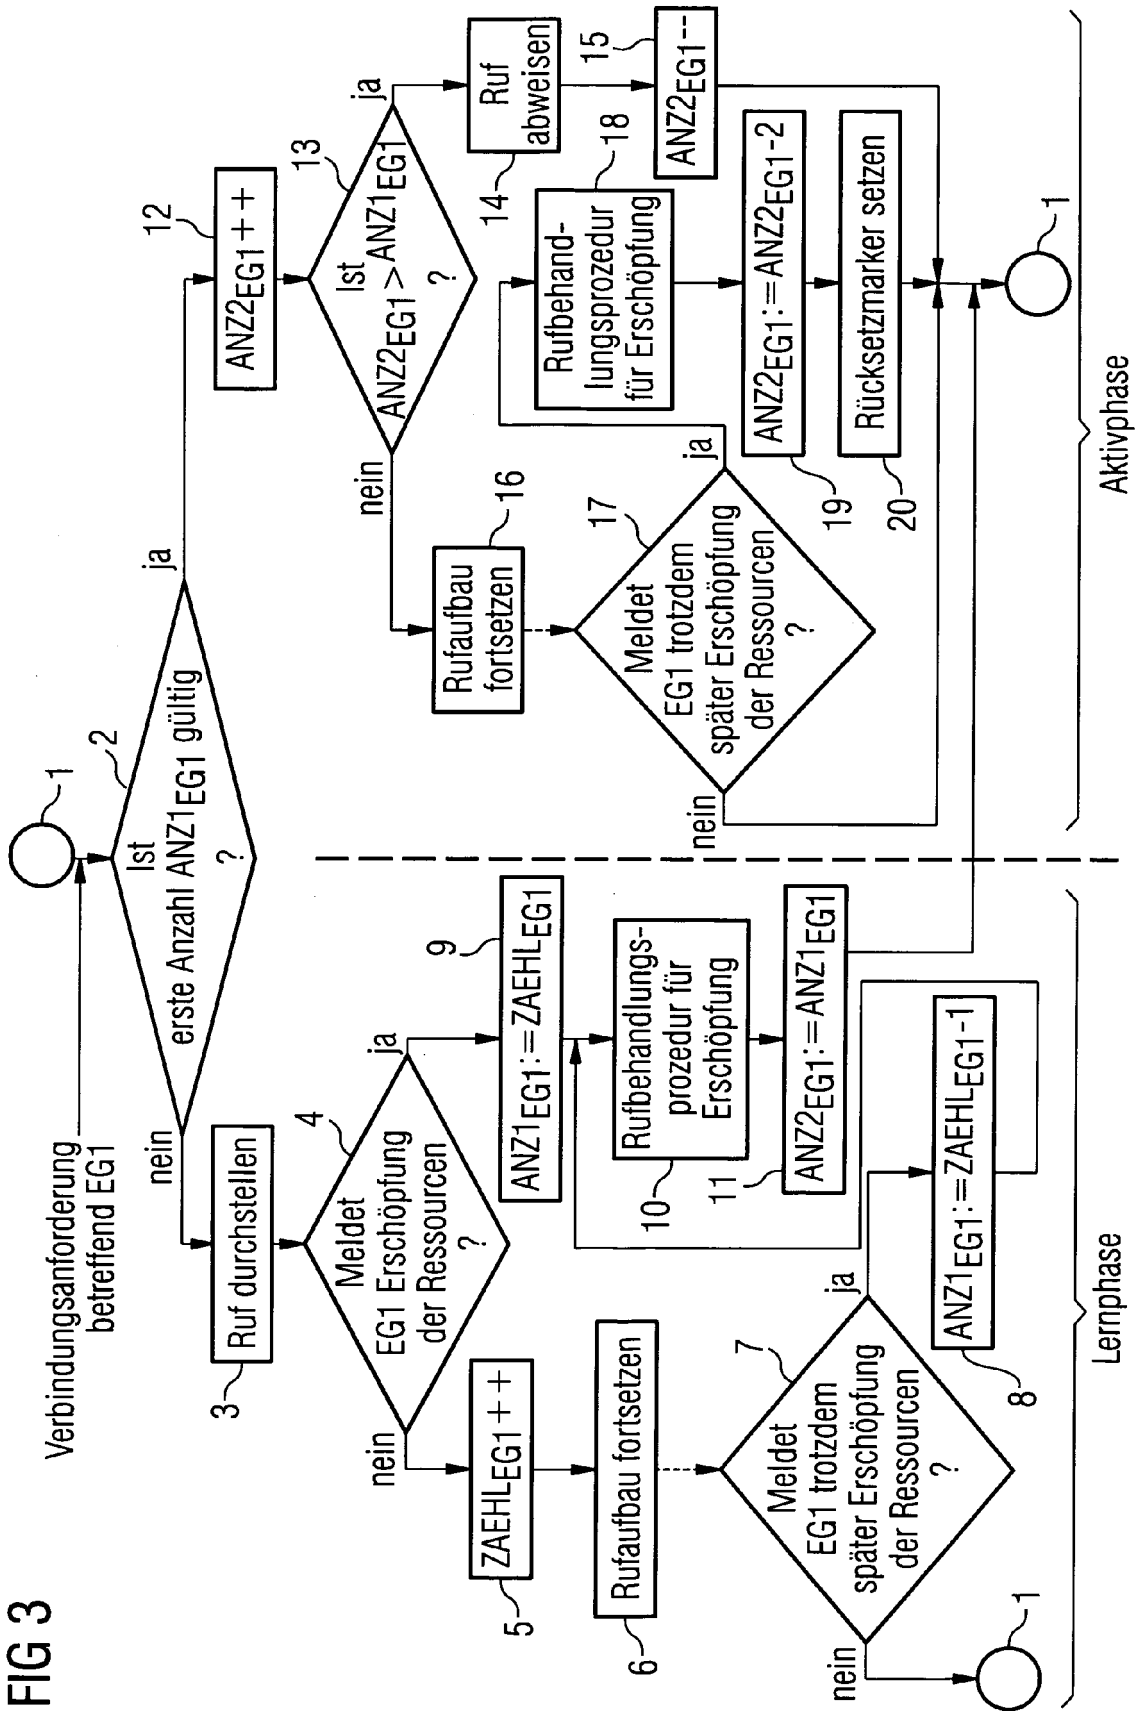 FIG 3
Verbindungsanforderung
betreffend EG1
1
Ist
erste Anzahl ANZ1EG1 gültig
?
2
nein
ja
Ruf durchstellen
3
Meldet
EG1 Erschöpfung
der Ressourcen
?
4
nein
ja
ZAEHLEG1++
5
Rufaufbau fortsetzen
6
Meldet
EG1 trotzdem
später Erschöpfung
der Ressourcen
?
7
nein
ja
1
ANZ1EG1:=ZAEHLEG1-1
8
ANZ1EG1:=ZAEHLEG1
9
Rufbehandlungs-
prozedur für
Erschöpfung
10
ANZ2EG1:=ANZ1EG1
11
Lernphase
ANZ2EG1++
12
Ist
ANZ2EG1>ANZ1EG1
?
13
nein
ja
Ruf
abweisen
14
ANZ2EG1--
15
Rufaufbau
fortsetzen
16
Meldet
EG1 trotzdem
später Erschöpfung
der Ressourcen
?
17
nein
ja
Rufbehand-
lungsprozedur
für Erschöpfung
18
ANZ2EG1:=ANZ2EG1-2
19
Rücksetzmarker setzen
20
1
Aktivphase